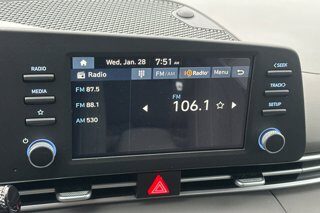 Wed, Jan. 28 7:51 AM
Radio FM/AM HD Radio Menu
FM 87.5
FM 88.1
AM 530
FM
106.1
RADIO
MEDIA
SEEK
TRACK
SETUP